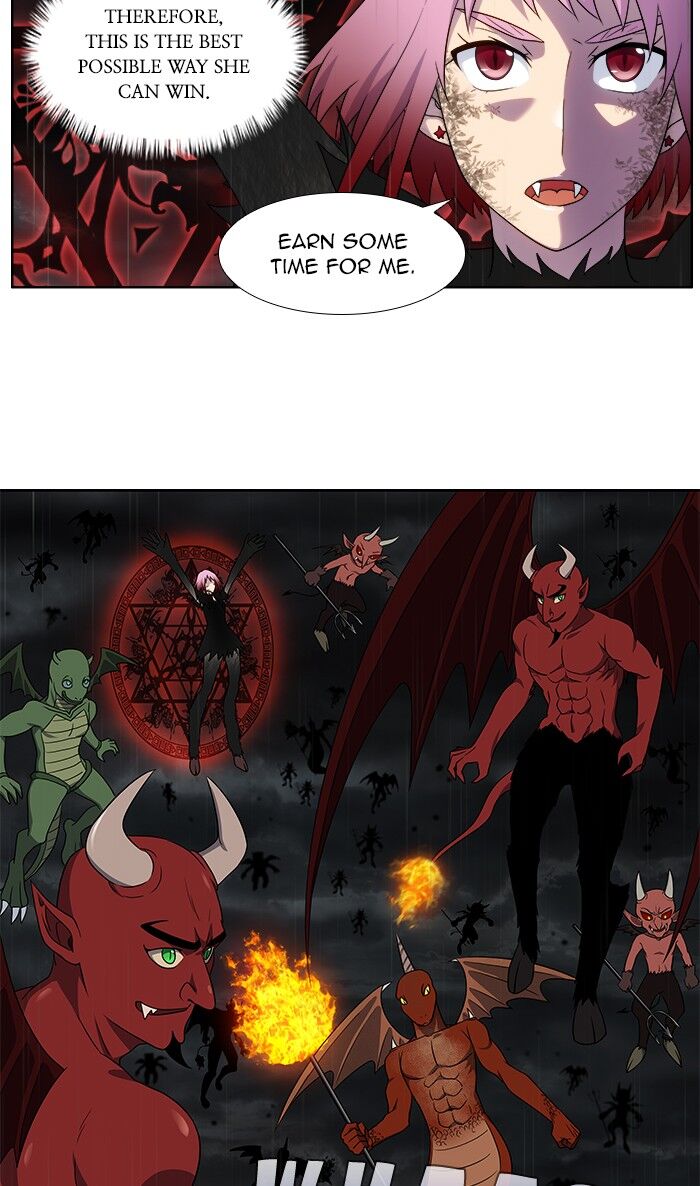 THEREFORE,
THIS IS THE BEST
POSSIBLE WAY SHE
CAN WIN.
EARN SOME
TIME FOR ME.